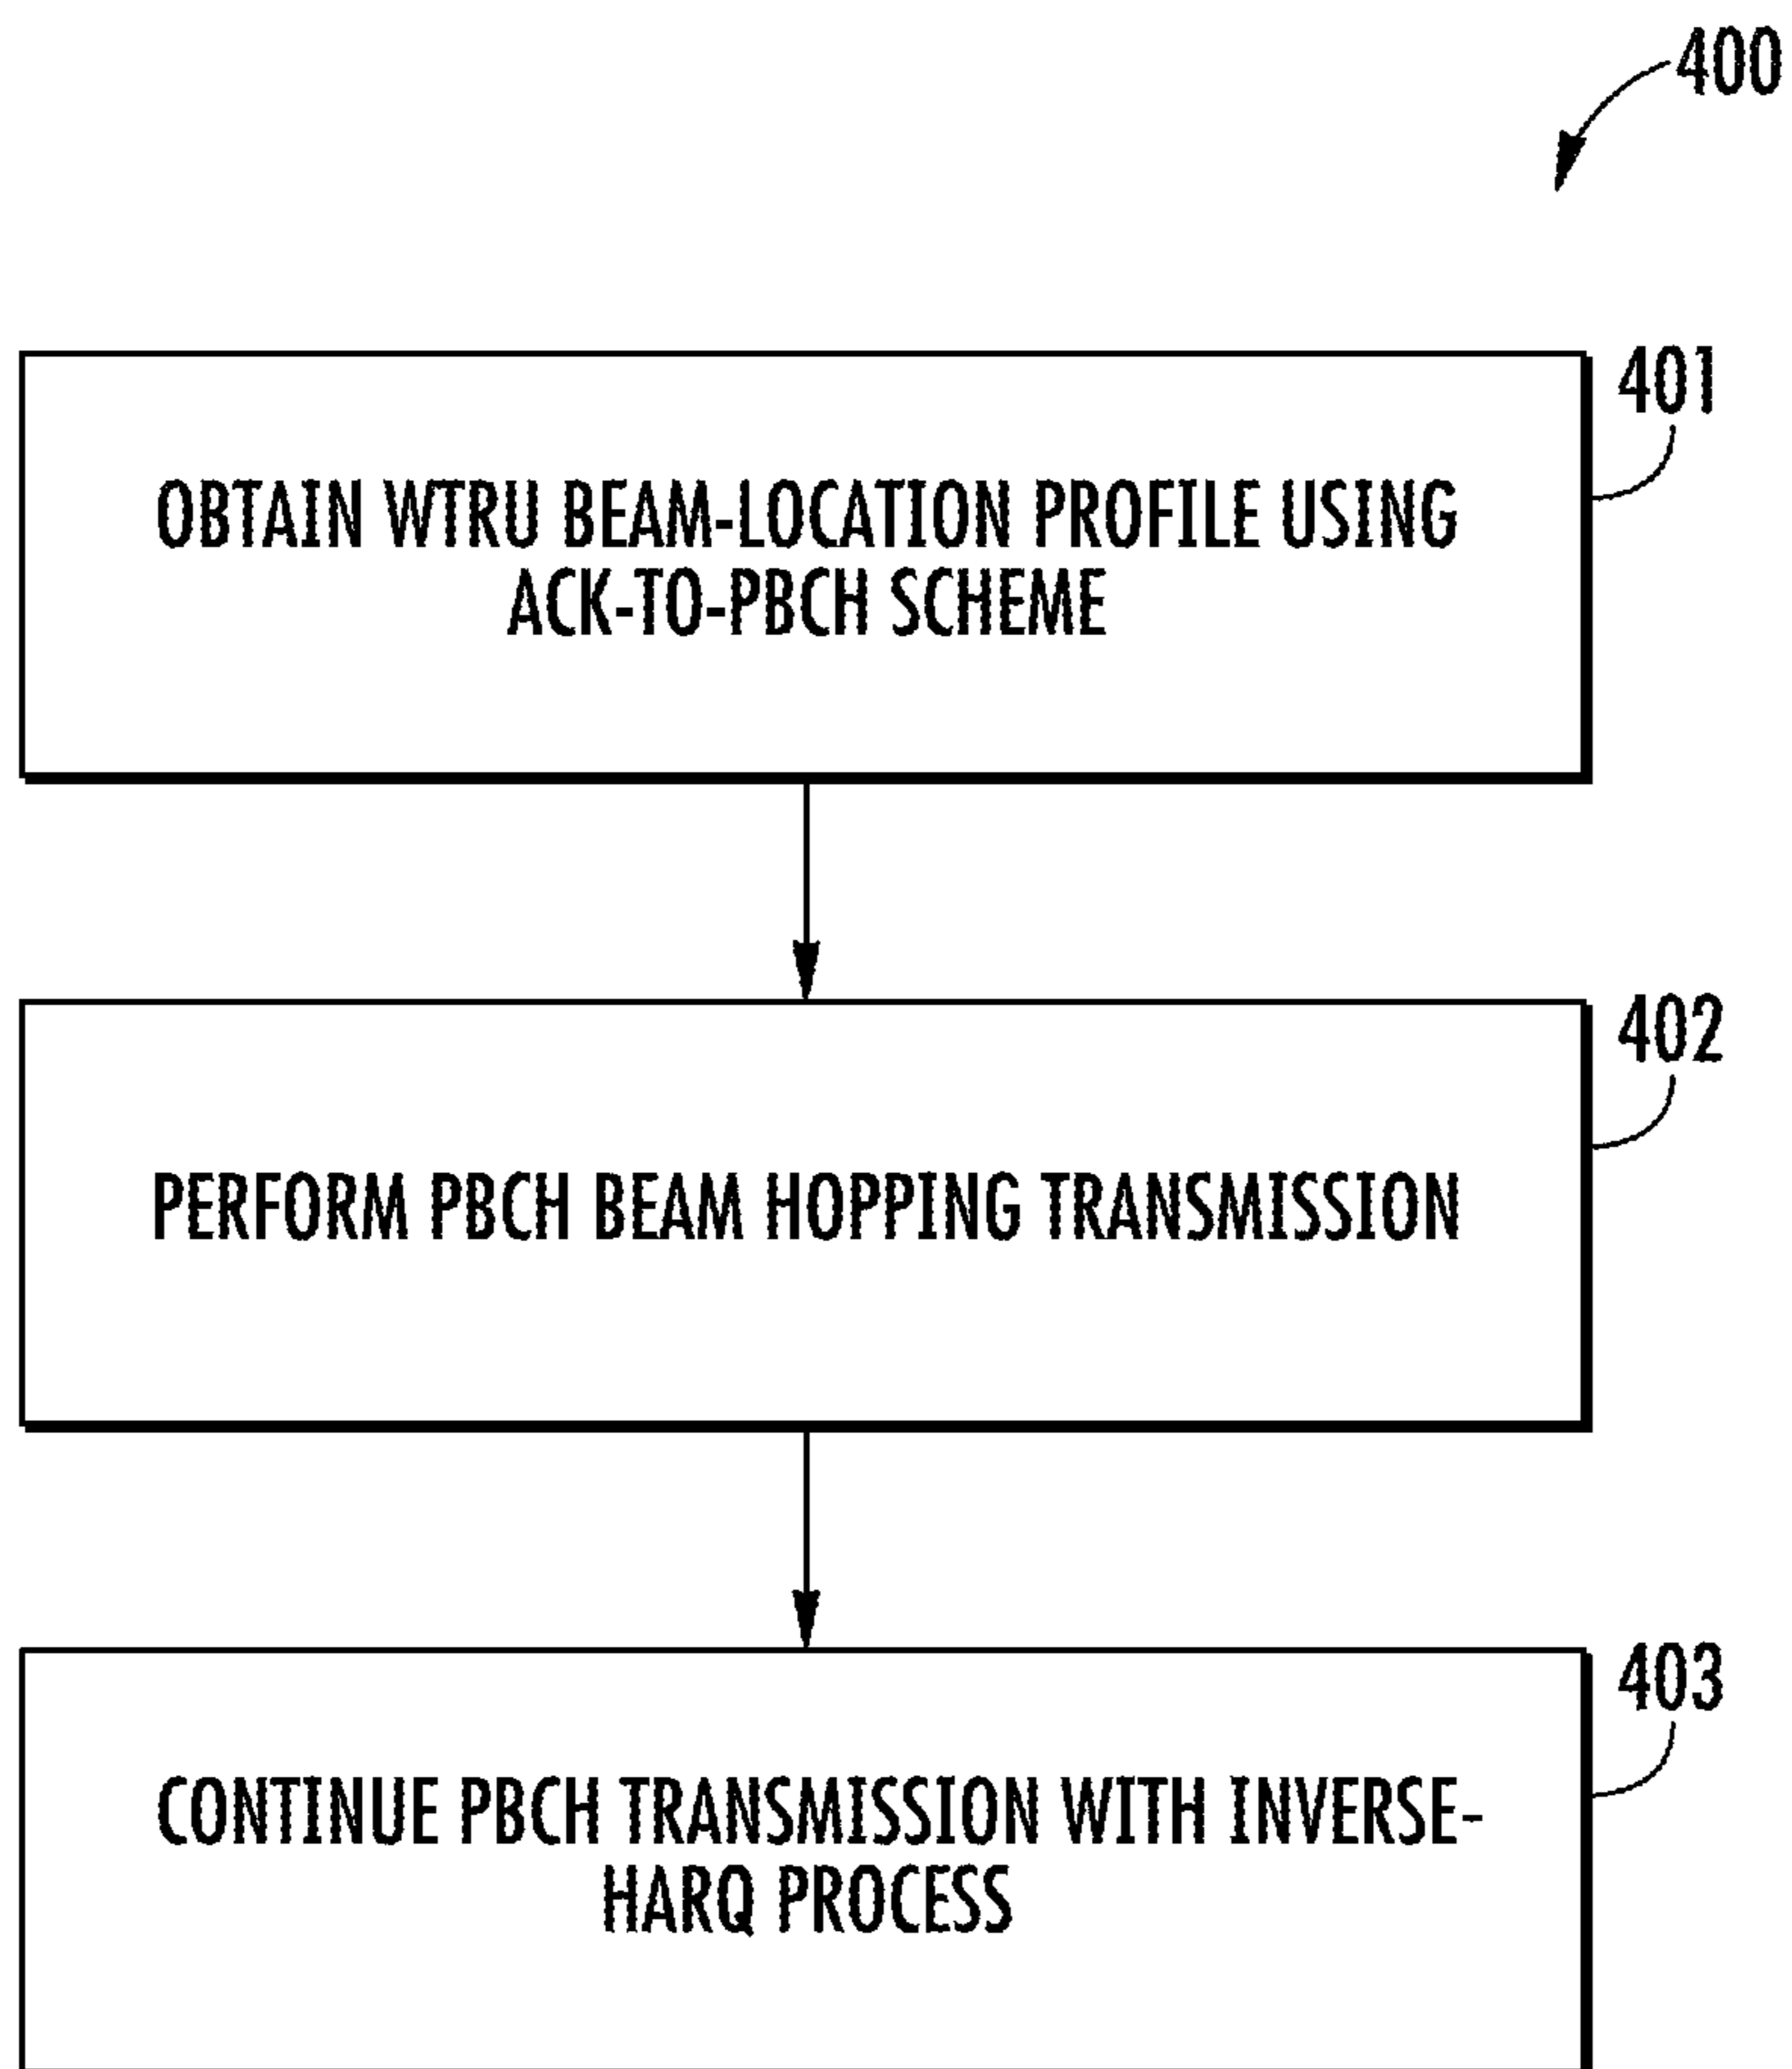 400
401
OBTAIN WTRU BEAM-LOCATION PROFILE USING
ACK-TO-PBCH SCHEME
402
PERFORM PBCH BEAM HOPPING TRANSMISSION
403
CONTINUE PBCH TRANSMISSION WITH INVERSE-
HARQ PROCESS